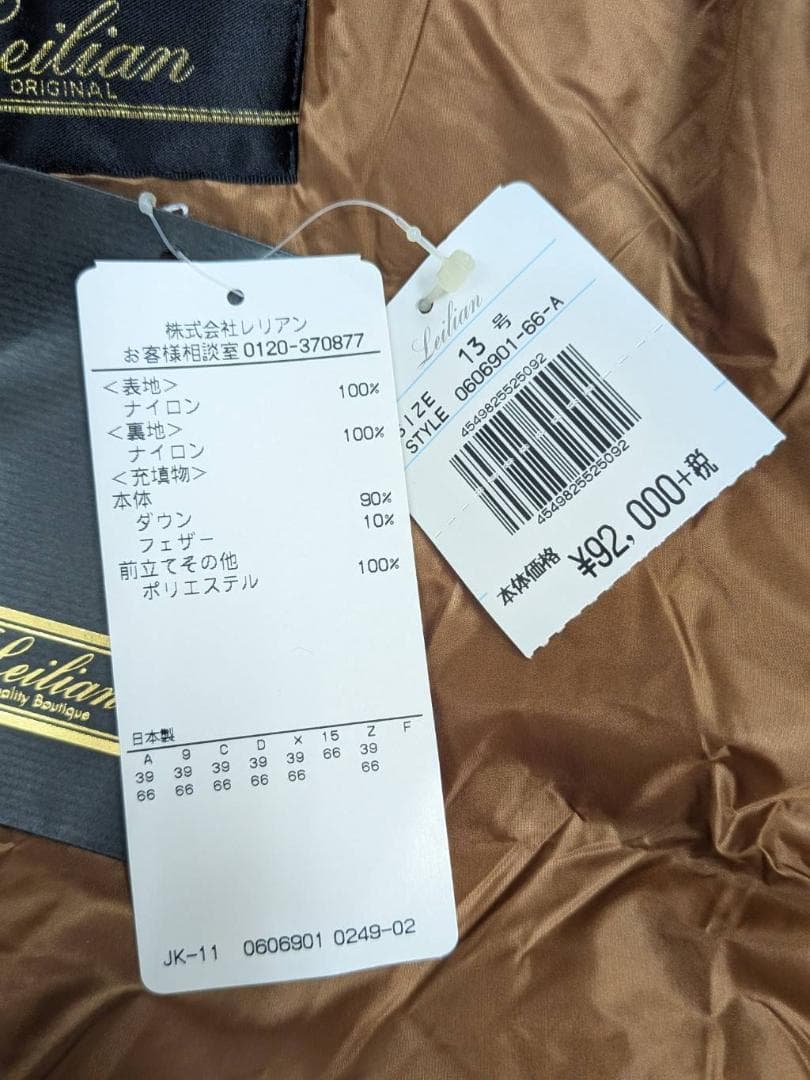 Leilian
ORIGINAL
株式会社レリアン
お客様相談室0120-370877
<表地>
ナイロン 100%
<裏地>
ナイロン 100%
<充填物>
本体
ダウン 90%
フェザー 10%
前立てその他
ポリエステル 100%
日本製
A 9 C D X 15 Z F
39 39 39 39 39 66 39
66 66 66 66 66 66
JK-11 0606901 0249-02
Leilian
SIZE 13 号
STYLE 0606901-66-A
4549825525092
4549825525092
本体価格 ¥92,000+税
Leilian
ality Boutique